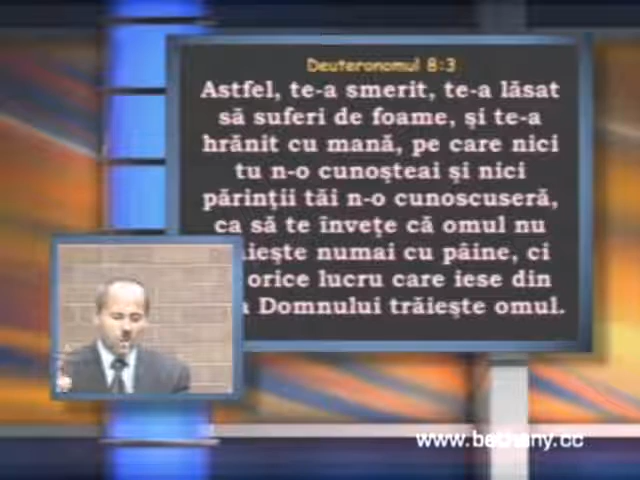 Deuteronomul 8:3
Astfel, te-a smerit, te-a lăsat
să suferi de foame, şi te-a
hrănit cu mană, pe care nici
tu n-o cunoşteai şi nici
părinţii tăi n-o cunoscuseră,
ca să te înveţe că omul nu
ieşte numai cu pâine, ci
orice lucru care iese din
Domnului trăieşte omul.
www.bethany.cc